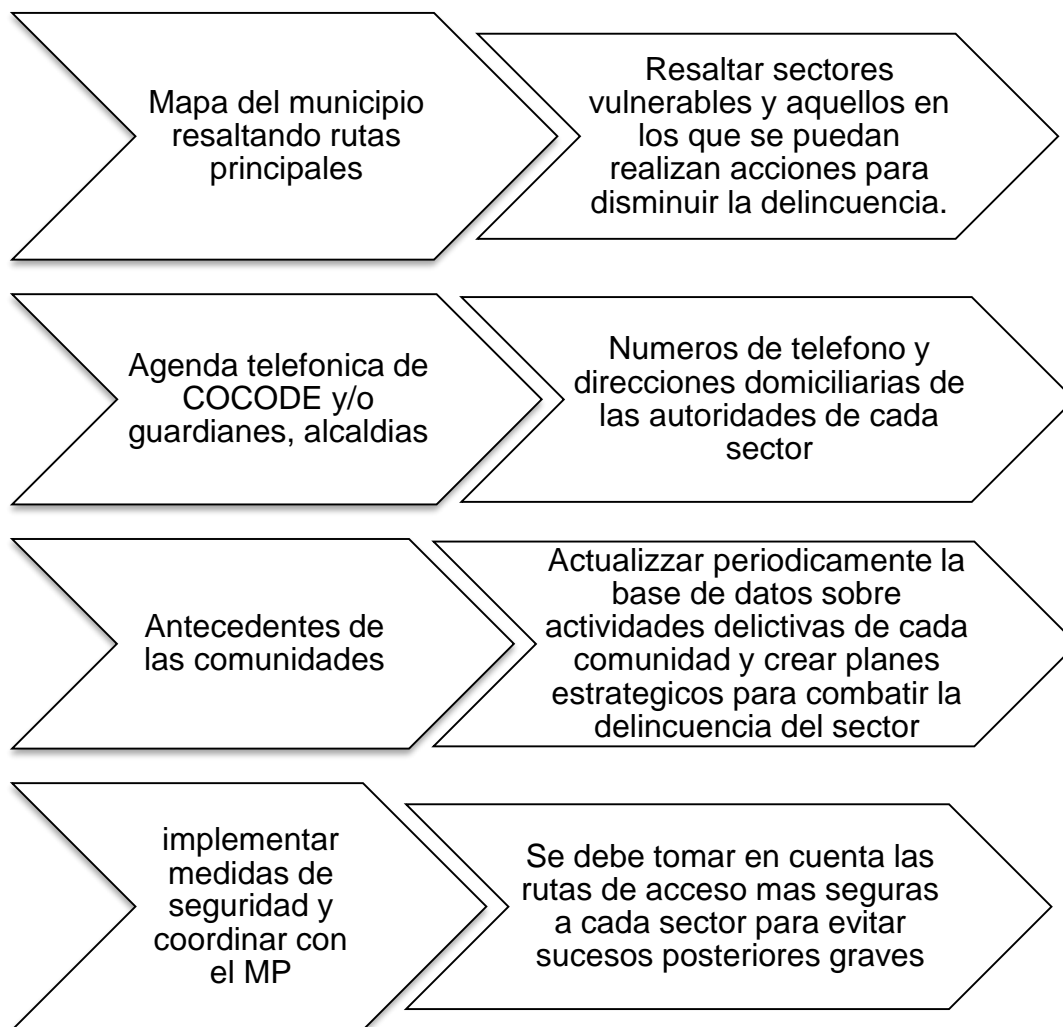 Mapa del municipio
resaltando rutas
principales
Resaltar sectores
vulnerables y aquellos en
los que se puedan
realizan acciones para
disminuir la delincuencia.
Agenda telefonica de
COCODE y/o
guardianes, alcaldias
Numeros de telefono y
direcciones domiciliarias de
las autoridades de cada
sector
Antecedentes de
las comunidades
Actualizzar periodicamente la
base de datos sobre
actividades delictivas de cada
comunidad y crear planes
estrategicos para combatir la
delincuencia del sector
implementar
medidas de
seguridad y
coordinar con
el MP
Se debe tomar en cuenta las
rutas de acceso mas seguras
a cada sector para evitar
sucesos posteriores graves